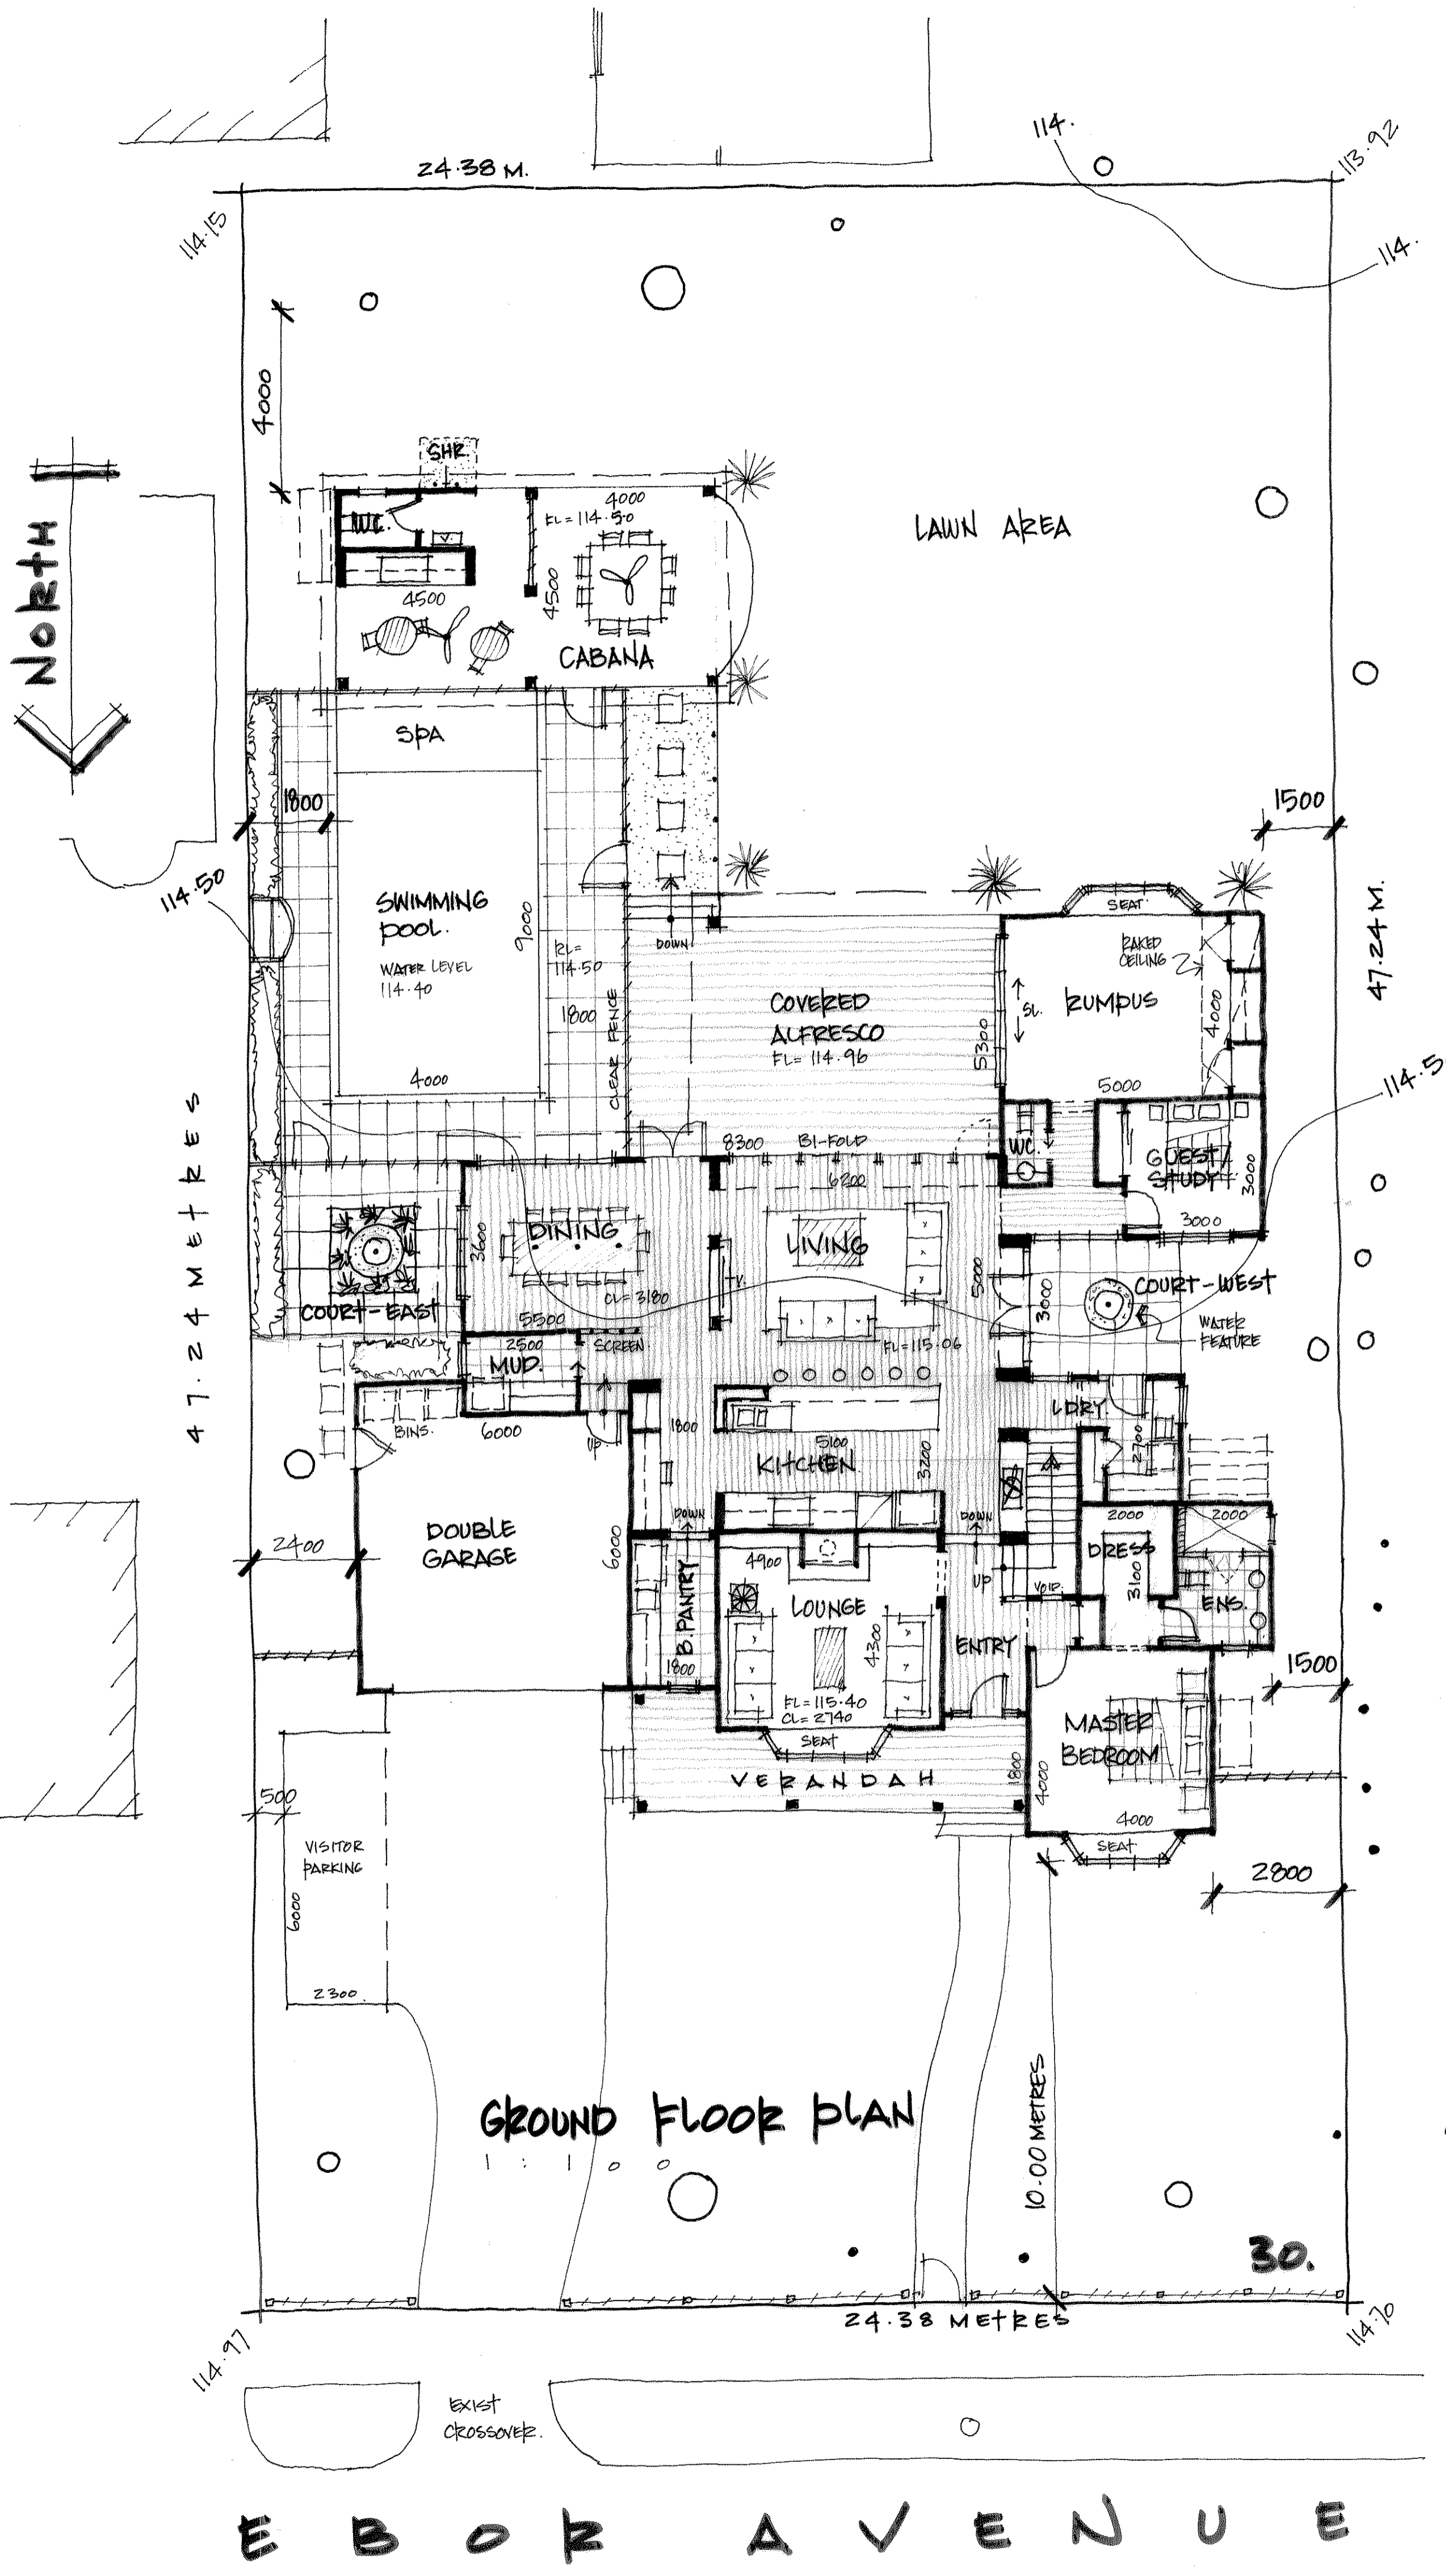 24.38 M.
114.
113.92
114.15
114.
4000
SHR.
W.C.
V.
4000
FL=114.50
4500
4500
CABANA
LAWN AREA
NORTH
SPA
1800
1500
114.50
SWIMMING
POOL.
WATER LEVEL
114.40
9000
RL=
114.50
1800
CLEAR FENCE
4000
DOWN
COVERED
ALFRESCO
FL= 114.96
SEAT.
RAKED
CEILING
RUMPUS
SL.
5300
4000
5000
47.24 M.
114.5
47.24 METRES
8300
BI-FOLD
6200
W.C.
GUEST/
STUDY
3000
3000
DINING
3600
CL= 3180
5500
T.V.
LIVING
5000
FL=115.06
COURT-EAST
COURT-WEST
3000
WATER
FEATURE
2500
MUD.
SCREEN.
BINS.
6000
UP
1800
5100
KITCHEN
3200
LDRY.
2700
DOUBLE
GARAGE
6000
2400
DOWN
DOWN
B.PANTRY
1800
4900
LOUNGE
4300
FL=115.40
CL= 2740
SEAT
UP
VOID.
ENTRY
2000
DRESS
3100
2000
ENS.
1500
MASTER
BEDROOM
4000
4000
SEAT
1800
VERANDAH
2800
500
VISITOR
PARKING
6000
2300.
10.00 METRES
GROUND FLOOR PLAN
1:100
30.
24.38 METRES
114.97
114.70
EXIST
CROSSOVER.
EBOR AVENUE